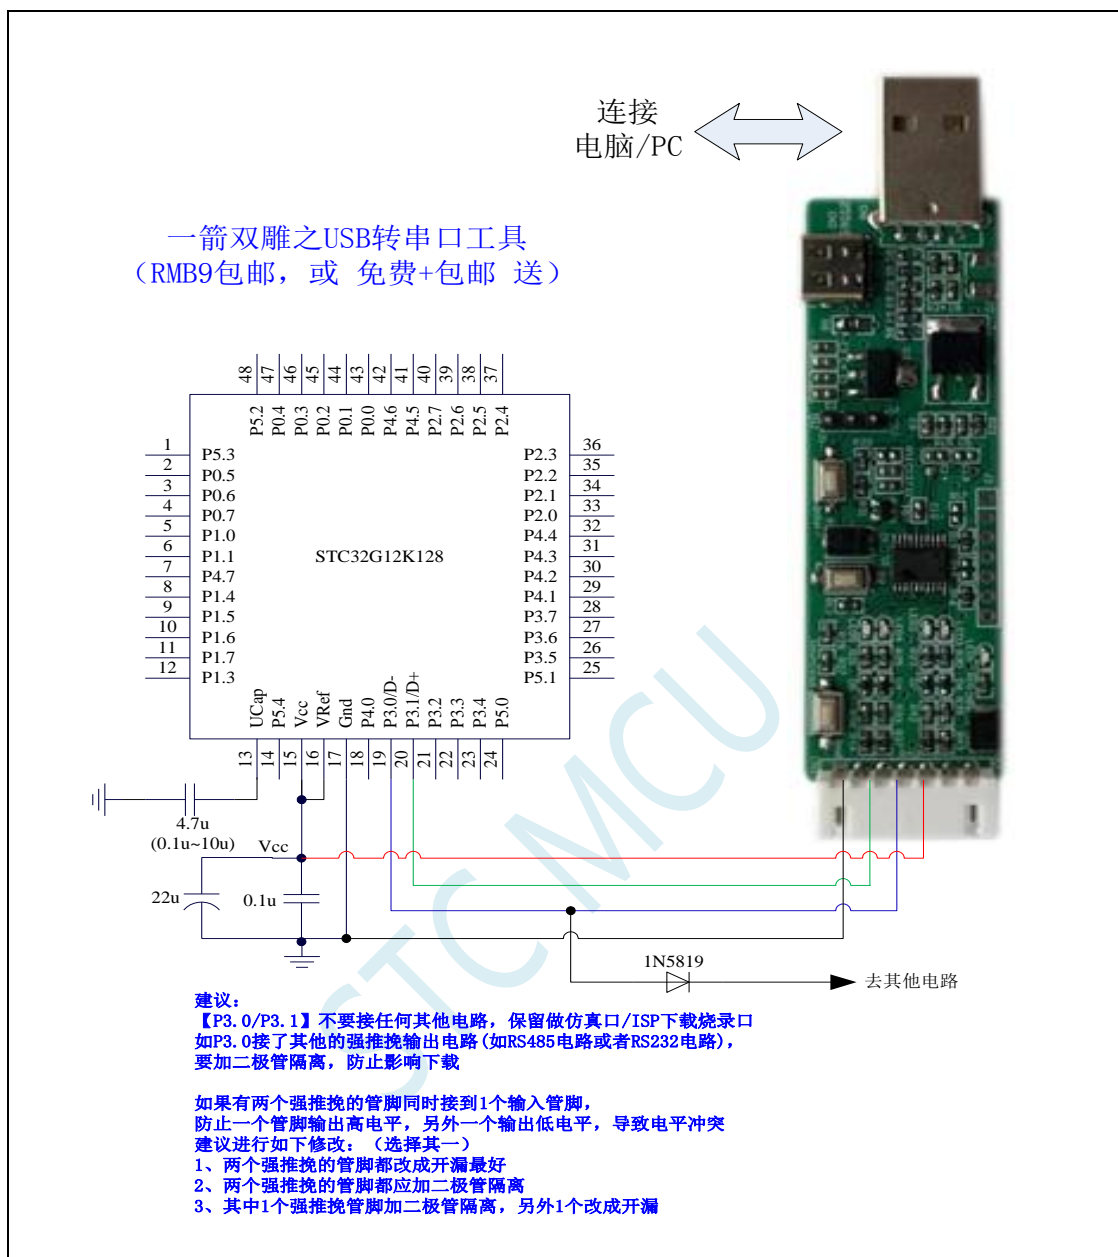 连接
电脑/PC
一箭双雕之USB转串口工具
（RMB9包邮，或 免费+包邮 送）
48 47 46 45 44 43 42 41 40 39 38 37
P5.2 P0.4 P0.3 P0.2 P0.1 P0.0 P4.6 P4.5 P2.7 P2.6 P2.5 P2.4
1 P5.3
2 P0.5
3 P0.6
4 P0.7
5 P1.0
6 P1.1
7 P4.7
8 P1.4
9 P1.5
10 P1.6
11 P1.7
12 P1.3
STC32G12K128
P2.3 36
P2.2 35
P2.1 34
P2.0 33
P4.4 32
P4.3 31
P4.2 30
P4.1 29
P3.7 28
P3.6 27
P3.5 26
P5.1 25
UCap P5.4 Vcc VRef Gnd P4.0 P3.0/D- P3.1/D+ P3.2 P3.3 P3.4 P5.0
13 14 15 16 17 18 19 20 21 22 23 24
4.7u
(0.1u~10u)
Vcc
22u
0.1u
1N5819
去其他电路
STC MCU
建议：
【P3.0/P3.1】不要接任何其他电路，保留做仿真口/ISP下载烧录口
如P3.0接了其他的强推挽输出电路(如RS485电路或者RS232电路)，
要加二极管隔离，防止影响下载
如果有两个强推挽的管脚同时接到1个输入管脚，
防止一个管脚输出高电平，另外一个输出低电平，导致电平冲突
建议进行如下修改：（选择其一）
1、两个强推挽的管脚都改成开漏最好
2、两个强推挽的管脚都应加二极管隔离
3、其中1个强推挽管脚加二极管隔离，另外1个改成开漏